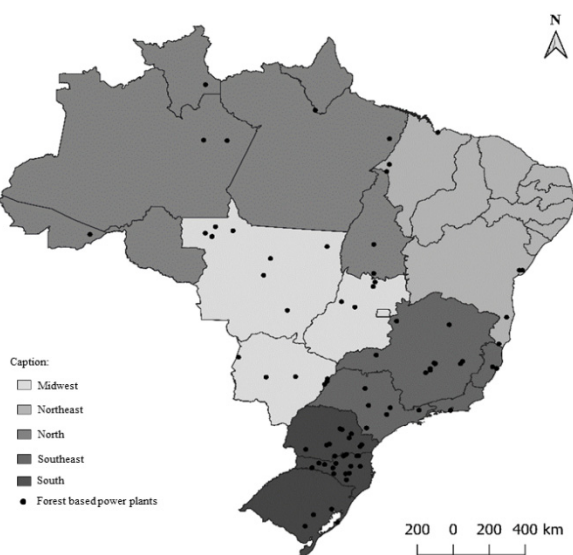 N
Caption:
Midwest
Northeast
North
Southeast
South
Forest based power plants
200 0 200 400 km